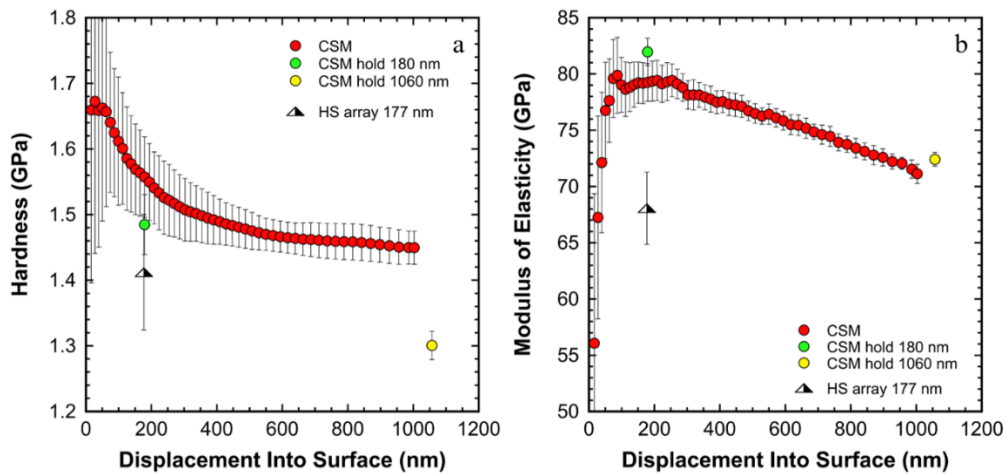 a
CSM
CSM hold 180 nm
CSM hold 1060 nm
HS array 177 nm
Hardness (GPa)
1.8
1.7
1.6
1.5
1.4
1.3
1.2
0 200 400 600 800 1000 1200
Displacement Into Surface (nm)
b
Modulus of Elasticity (GPa)
85
80
75
70
65
60
55
50
CSM
CSM hold 180 nm
CSM hold 1060 nm
HS array 177 nm
0 200 400 600 800 1000 1200
Displacement Into Surface (nm)